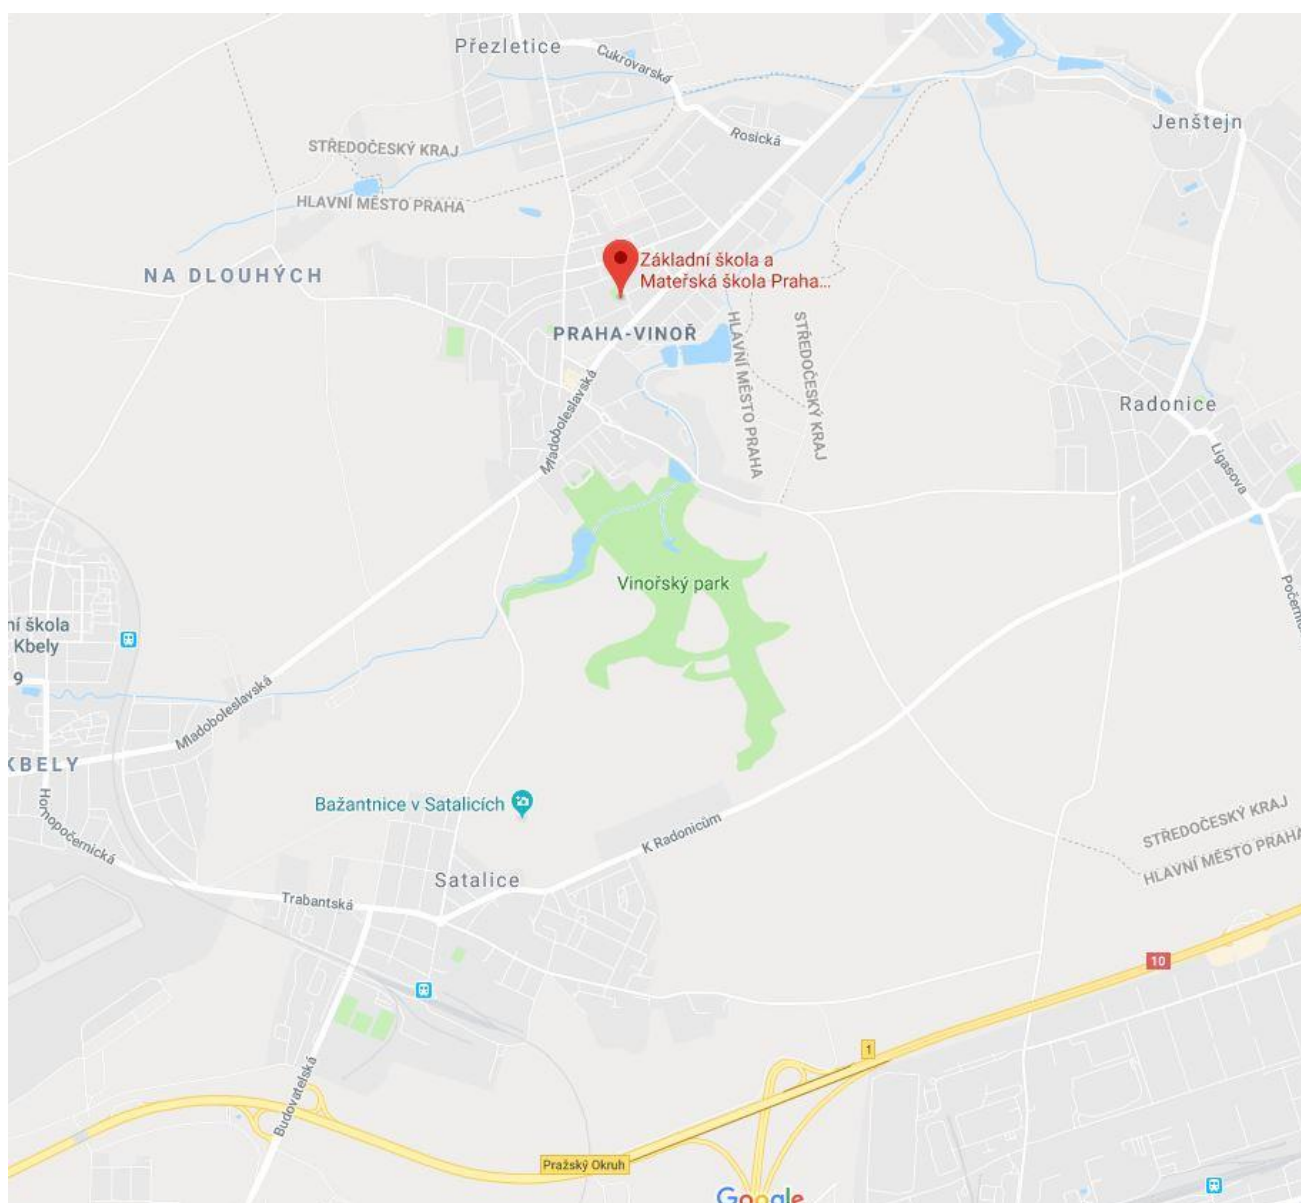 Přezletice
Cukrovarská
Rosická
Jenštejn
STŘEDOČESKÝ KRAJ
HLAVNÍ MĚSTO PRAHA
NA DLOUHÝCH
Základní škola a
Mateřská škola Praha...
PRAHA-VINOŘ
HLAVNÍ MĚSTO PRAHA
STŘEDOČESKÝ KRAJ
Mladoboleslavská
Radonice
Ligasova
Vinořský park
ní škola
Kbely
9
Mladoboleslavská
KBELY
Hornopočernická
Bažantnice v Satalicích
K Radonicům
STŘEDOČESKÝ KRAJ
HLAVNÍ MĚSTO PRAHA
Satalice
Trabantská
10
1
Budovatelská
Pražský Okruh
Google